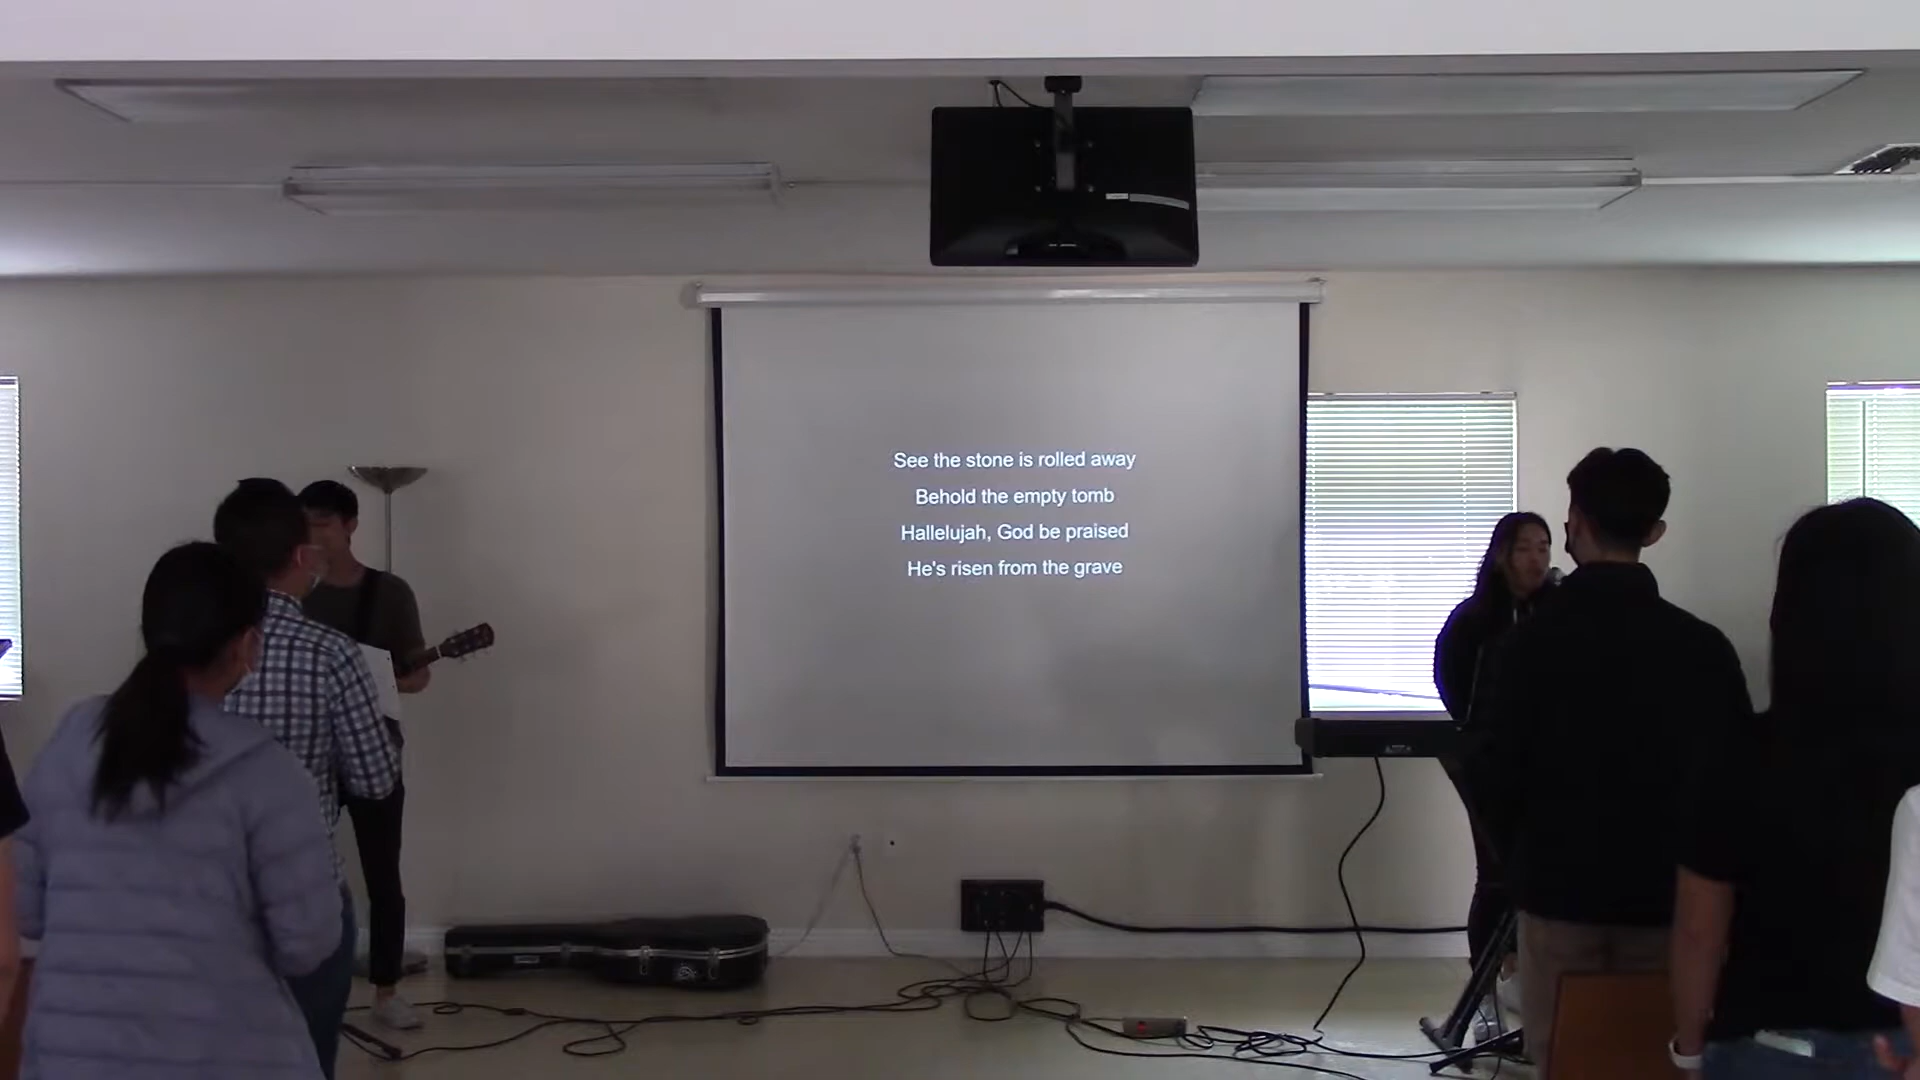 See the stone is rolled away
Behold the empty tomb
Hallelujah, God be praised
He's risen from the grave